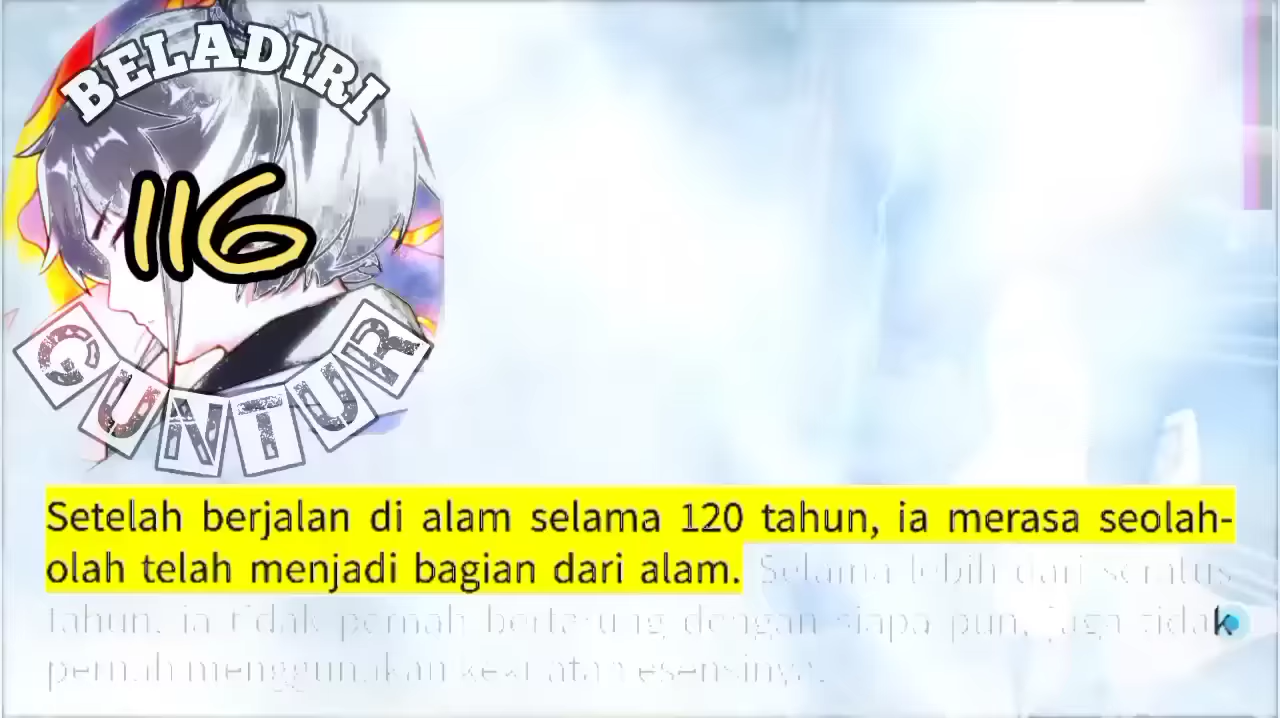 BELADIRI
116
GUNTUR
Setelah berjalan di alam selama 120 tahun, ia merasa seolah-
olah telah menjadi bagian dari alam. Selama lebih dari seratus
tahun, ia tidak pernah bertarung dengan siapa pun, juga tidak
pernah menggunakan kekuatan esensinya.